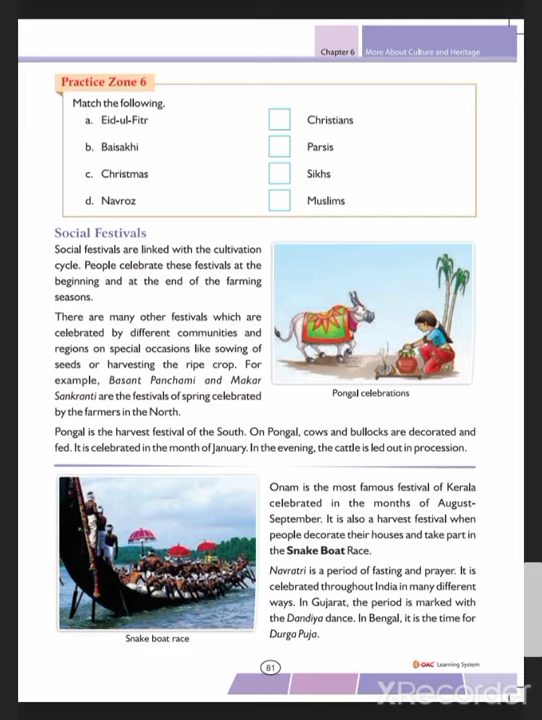 Chapter 6 More About Culture and Heritage
Practice Zone 6
Match the following.
a. Eid-ul-Fitr Christians
b. Baisakhi Parsis
c. Christmas Sikhs
d. Navroz Muslims
Social Festivals
Social festivals are linked with the cultivation
cycle. People celebrate these festivals at the
beginning and at the end of the farming
seasons.
There are many other festivals which are
celebrated by different communities and
regions on special occasions like sowing of
seeds or harvesting the ripe crop. For
example, Basant Panchami and Makar
Sankranti are the festivals of spring celebrated
by the farmers in the North.
Pongal celebrations
Pongal is the harvest festival of the South. On Pongal, cows and bullocks are decorated and
fed. It is celebrated in the month of January. In the evening, the cattle is led out in procession.
Onam is the most famous festival of Kerala
celebrated in the months of August-
September. It is also a harvest festival when
people decorate their houses and take part in
the Snake Boat Race.
Navratri is a period of fasting and prayer. It is
celebrated throughout India in many different
ways. In Gujarat, the period is marked with
the Dandiya dance. In Bengal, it is the time for
Durga Puja.
Snake boat race
81
Learning System
XRecorder